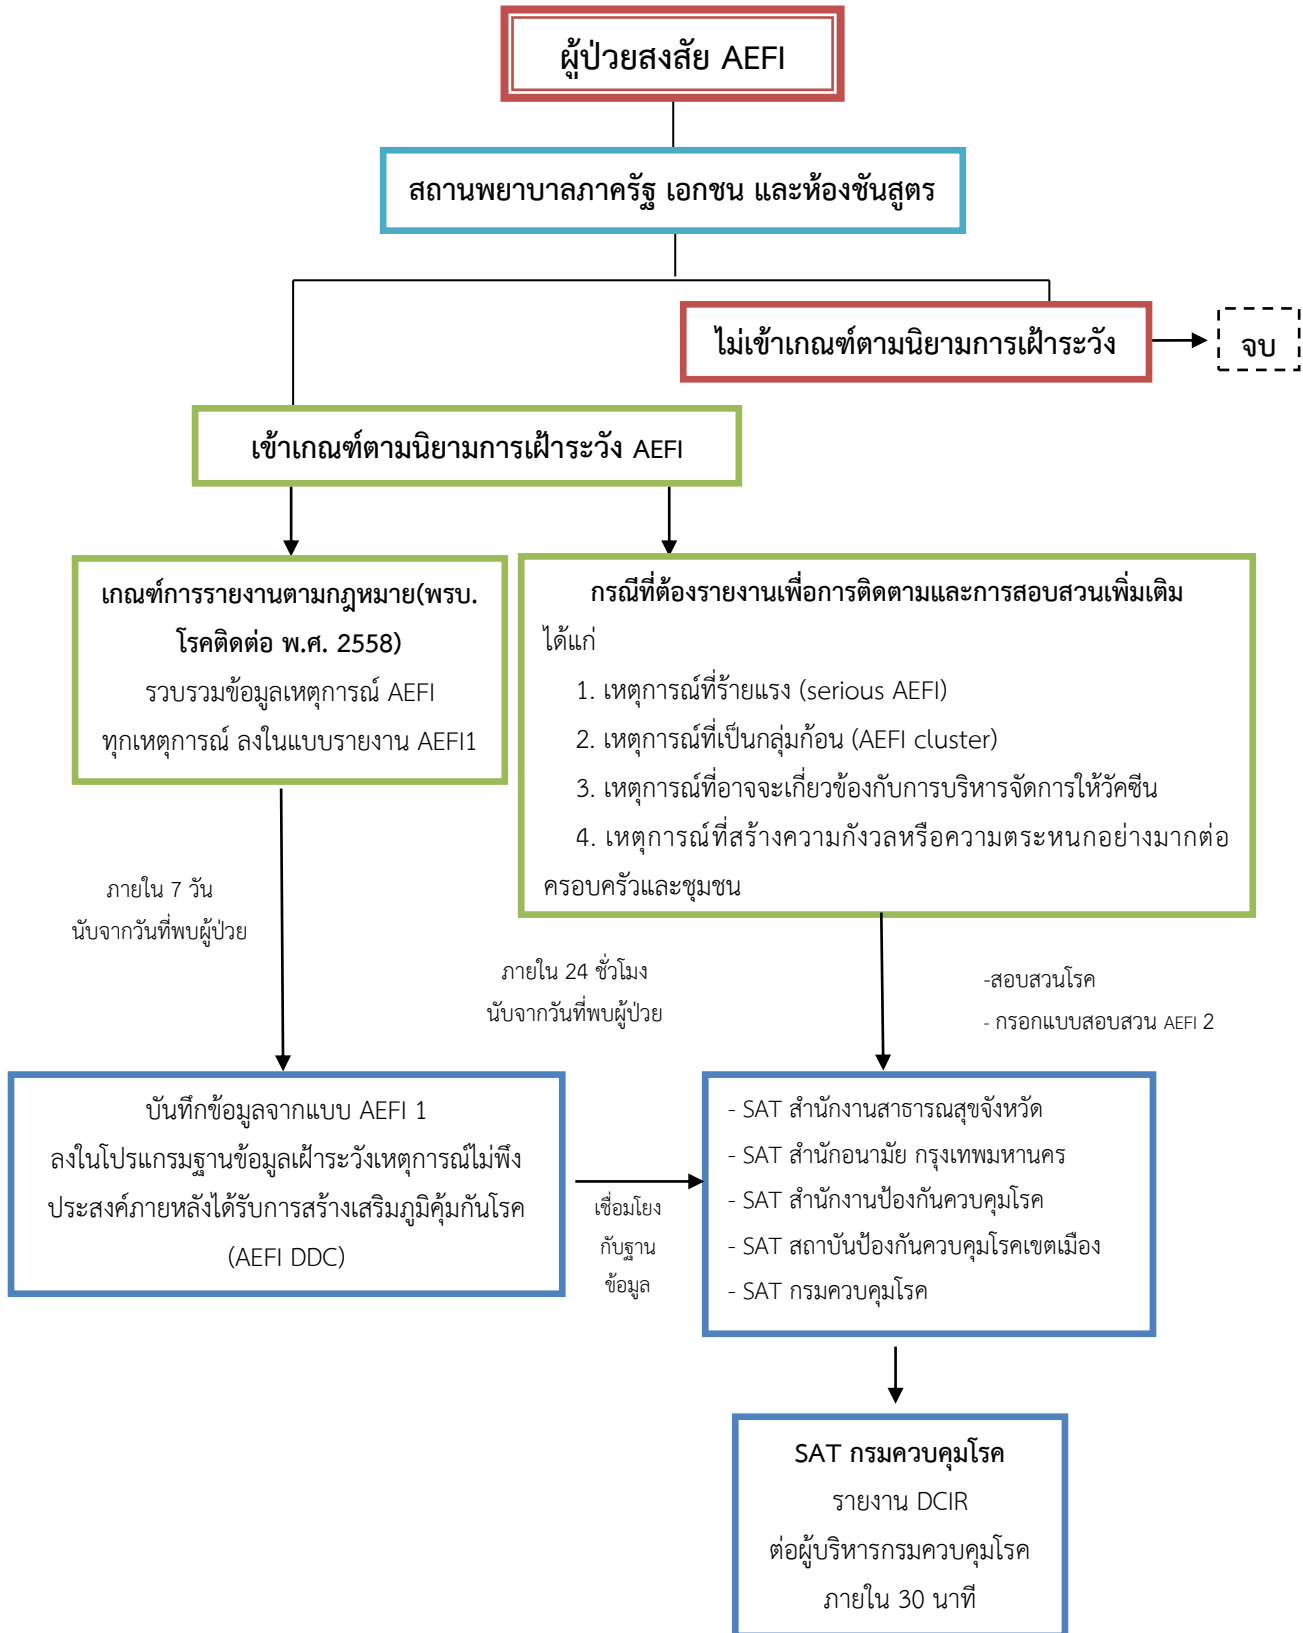 ผู้ป่วยสงสัย AEFI
สถานพยาบาลภาครัฐ เอกชน และห้องชันสูตร
ไม่เข้าเกณฑ์ตามนิยามการเฝ้าระวัง
จบ
เข้าเกณฑ์ตามนิยามการเฝ้าระวัง AEFI
เกณฑ์การรายงานตามกฎหมาย(พรบ.
โรคติดต่อ พ.ศ. 2558)
รวบรวมข้อมูลเหตุการณ์ AEFI
ทุกเหตุการณ์ ลงในแบบรายงาน AEFI1
กรณีที่ต้องรายงานเพื่อการติดตามและการสอบสวนเพิ่มเติม
ได้แก่
1. เหตุการณ์ที่ร้ายแรง (serious AEFI)
2. เหตุการณ์ที่เป็นกลุ่มก้อน (AEFI cluster)
3. เหตุการณ์ที่อาจจะเกี่ยวข้องกับการบริหารจัดการให้วัคซีน
4. เหตุการณ์ที่สร้างความกังวลหรือความตระหนกอย่างมากต่อ
ครอบครัวและชุมชน
ภายใน 7 วัน
นับจากวันที่พบผู้ป่วย
ภายใน 24 ชั่วโมง
นับจากวันที่พบผู้ป่วย
-สอบสวนโรค
- กรอกแบบสอบสวน AEFI 2
บันทึกข้อมูลจากแบบ AEFI 1
ลงในโปรแกรมฐานข้อมูลเฝ้าระวังเหตุการณ์ไม่พึง
ประสงค์ภายหลังได้รับการสร้างเสริมภูมิคุ้มกันโรค
(AEFI DDC)
เชื่อมโยง
กับฐาน
ข้อมูล
- SAT สำนักงานสาธารณสุขจังหวัด
- SAT สำนักอนามัย กรุงเทพมหานคร
- SAT สำนักงานป้องกันควบคุมโรค
- SAT สถาบันป้องกันควบคุมโรคเขตเมือง
- SAT กรมควบคุมโรค
SAT กรมควบคุมโรค
รายงาน DCIR
ต่อผู้บริหารกรมควบคุมโรค
ภายใน 30 นาที